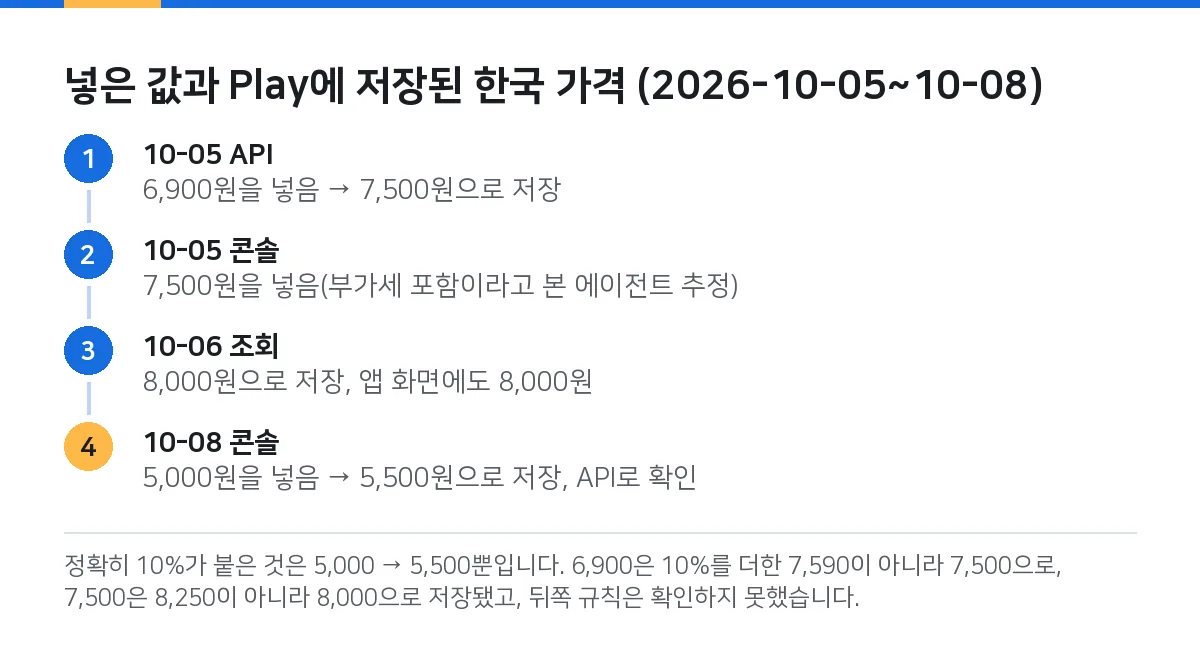 넣은 값과 Play에 저장된 한국 가격 (2026-10-05~10-08)
1
10-05 API
6,900원을 넣음 → 7,500원으로 저장
2
10-05 콘솔
7,500원을 넣음(부가세 포함이라고 본 에이전트 추정)
3
10-06 조회
8,000원으로 저장, 앱 화면에도 8,000원
4
10-08 콘솔
5,000원을 넣음 → 5,500원으로 저장, API로 확인
정확히 10%가 붙은 것은 5,000 → 5,500뿐입니다. 6,900은 10%를 더한 7,590이 아니라 7,500으로,
7,500은 8,250이 아니라 8,000으로 저장됐고, 뒤쪽 규칙은 확인하지 못했습니다.